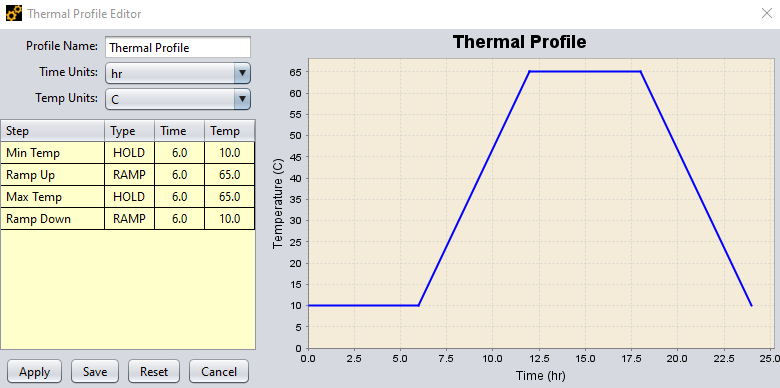 Thermal Profile Editor
Profile Name: Thermal Profile
Time Units: hr
Temp Units: C
Step Type Time Temp
Min Temp HOLD 6.0 10.0
Ramp Up RAMP 6.0 65.0
Max Temp HOLD 6.0 65.0
Ramp Down RAMP 6.0 10.0
Apply Save Reset Cancel
Thermal Profile
Temperature (C)
65
60
55
50
45
40
35
30
25
20
15
10
5
0
0.0 2.5 5.0 7.5 10.0 12.5 15.0 17.5 20.0 22.5 25.0
Time (hr)